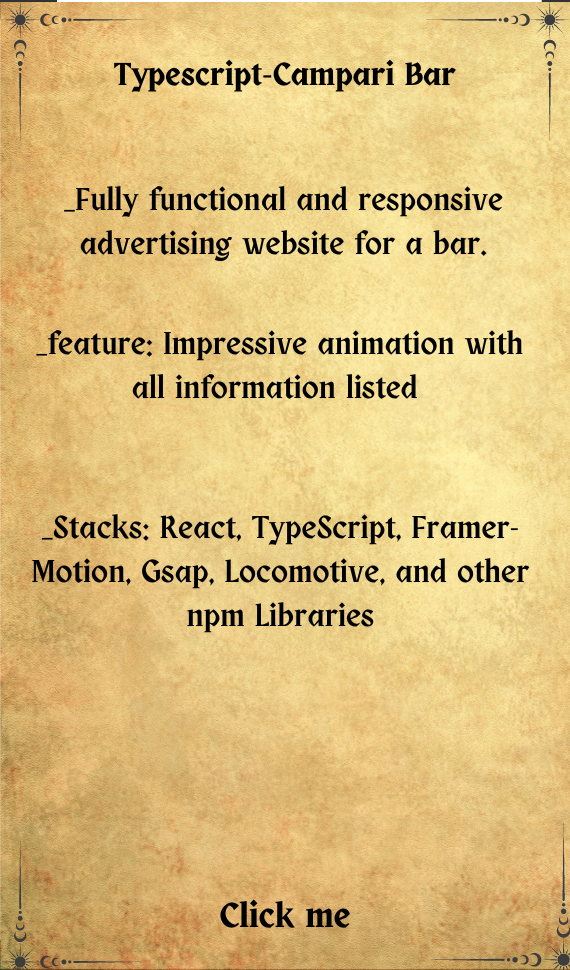 Typescript-Campari Bar
_Fully functional and responsive
advertising website for a bar.
_feature: Impressive animation with
all information listed
_Stacks: React, TypeScript, Framer-
Motion, Gsap, Locomotive, and other
npm Libraries
Click me